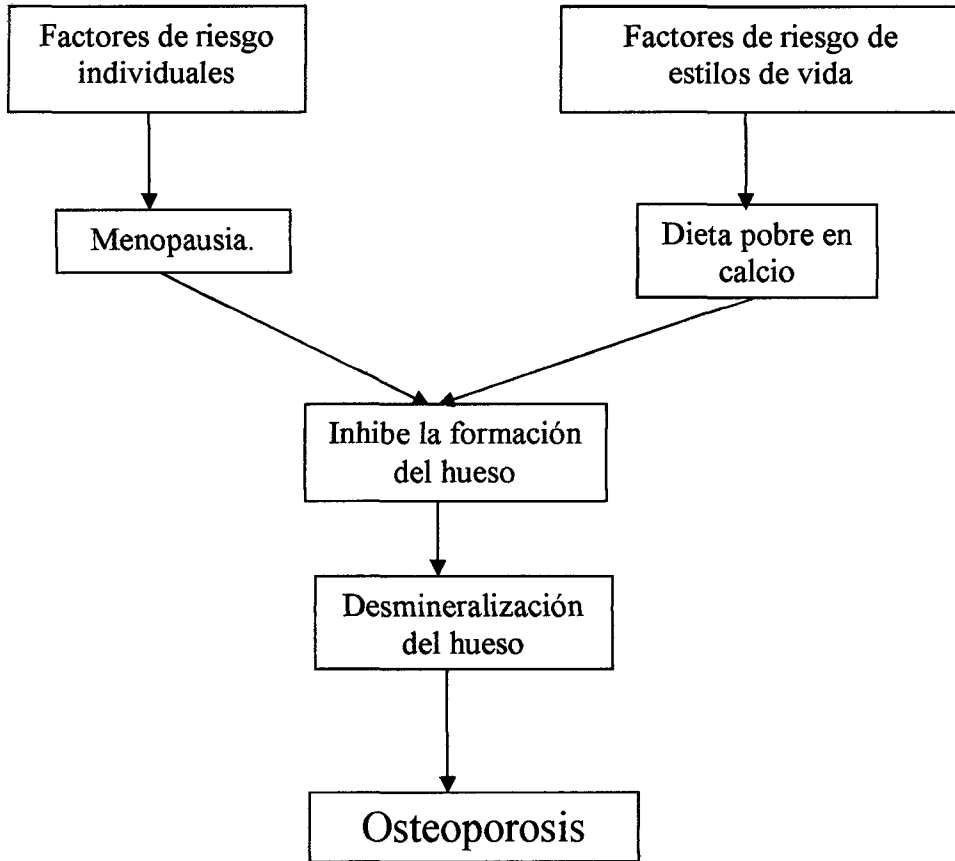 Factores de riesgo
individuales
Factores de riesgo de
estilos de vida
Menopausia.
Dieta pobre en
calcio
Inhibe la formación
del hueso
Desmineralización
del hueso
Osteoporosis